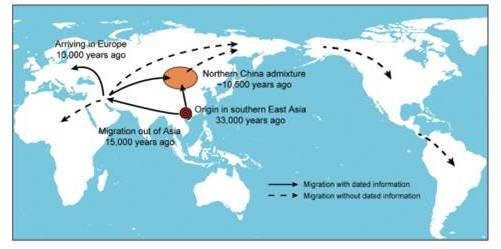 Arriving in Europe
10,000 years ago
Northern China admixture
~10,500 years ago
Origin in southern East Asia
33,000 years ago
Migration out of Asia
15,000 years ago
Migration with dated information
Migration without dated information